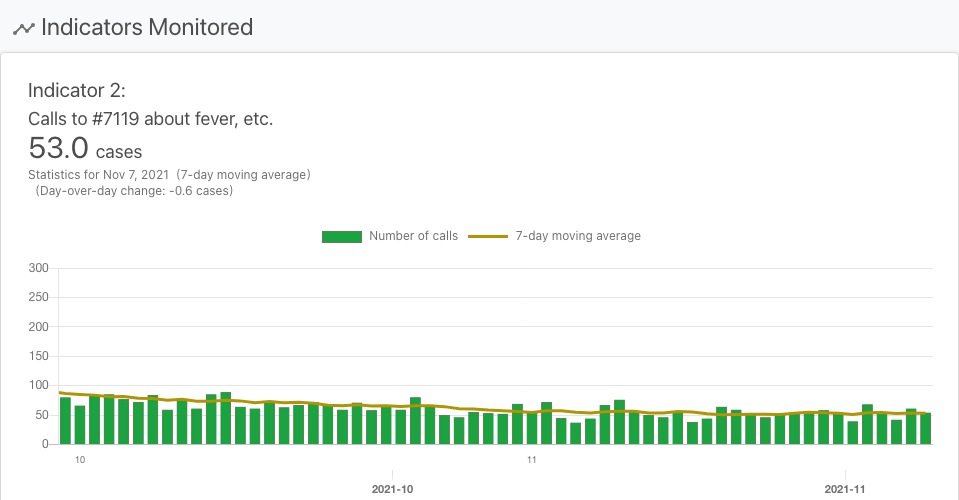 Indicators Monitored
Indicator 2:
Calls to #7119 about fever, etc.
53.0 cases
Statistics for Nov 7, 2021 (7-day moving average)
(Day-over-day change: -0.6 cases)
Number of calls 7-day moving average
300
250
200
150
100
50
0
10 11
2021-10 2021-11